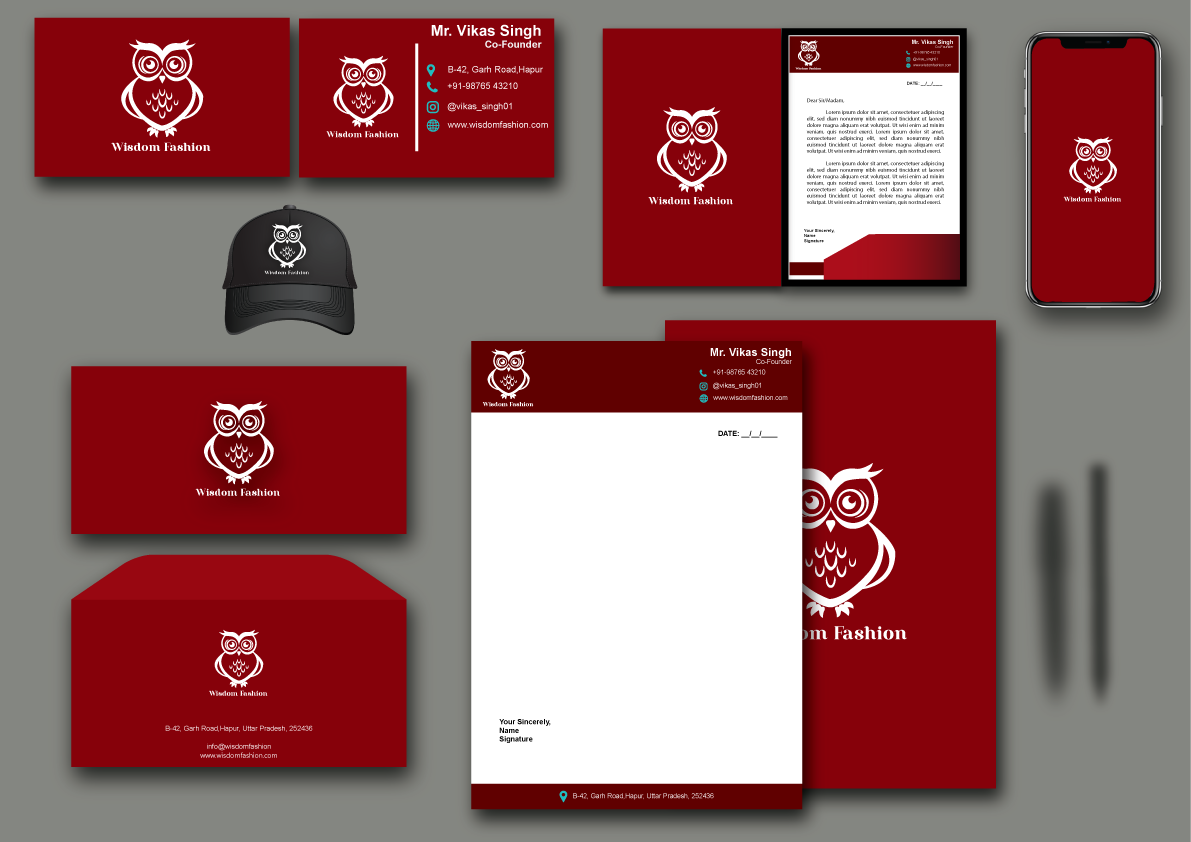 Wisdom Fashion
Mr. Vikas Singh
Co-Founder
B-42, Garh Road,Hapur
+91-98765 43210
@vikas_singh01
www.wisdomfashion.com
Wisdom Fashion
Wisdom Fashion
Wisdom Fashion
Mr. Vikas Singh
Co-Founder
+91-98765 43210
@vikas_singh01
www.wisdomfashion.com
Wisdom Fashion
DATE: __/__/____
Dear Sir/Madam,
Lorem ipsum dolor sit amet, consectetuer adipiscing
elit, sed diam nonummy nibh euismod tincidunt ut laoreet
dolore magna aliquam erat volutpat. Ut wisi enim ad minim
veniam, quis nostrud exerci. Lorem ipsum dolor sit amet,
consectetuer adipiscing elit, sed diam nonummy nibh
euismod tincidunt ut laoreet dolore magna aliquam erat
volutpat. Ut wisi enim ad minim veniam, quis nostrud exerci.
Lorem ipsum dolor sit amet, consectetuer adipiscing
elit, sed diam nonummy nibh euismod tincidunt ut laoreet
dolore magna aliquam erat volutpat. Ut wisi enim ad minim
veniam, quis nostrud exerci. Lorem ipsum dolor sit amet,
consectetuer adipiscing elit, sed diam nonummy nibh
euismod tincidunt ut laoreet dolore magna aliquam erat
volutpat. Ut wisi enim ad minim veniam, quis nostrud exerci.
Your Sincerely,
Name
Signature
Wisdom Fashion
Wisdom Fashion
Wisdom Fashion
Wisdom Fashion
B-42, Garh Road,Hapur, Uttar Pradesh, 252436
info@wisdomfashion
www.wisdomfashion.com
Wisdom Fashion
Mr. Vikas Singh
Co-Founder
+91-98765 43210
@vikas_singh01
www.wisdomfashion.com
DATE: __/__/____
Your Sincerely,
Name
Signature
B-42, Garh Road,Hapur, Uttar Pradesh, 252436
om Fashion